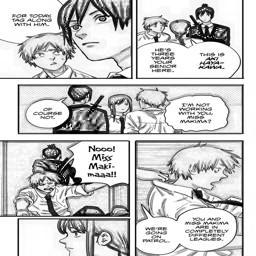 THIS IS
AKI
HAYA-
KAWA.
HE'S
THREE
YEARS
YOUR
SENIOR
HERE.
FOR TODAY,
TAG ALONG
WITH HIM.
I'M NOT
WORKING
WITH YOU,
MISS
MAKIMA?
OF
COURSE
NOT.
YOU AND
MISS MAKIMA
ARE IN
COMPLETELY
DIFFERENT
LEAGUES.
WE'RE
GOING
ON
PATROL.
Nooo!
Miss
Maki-
maaa!!